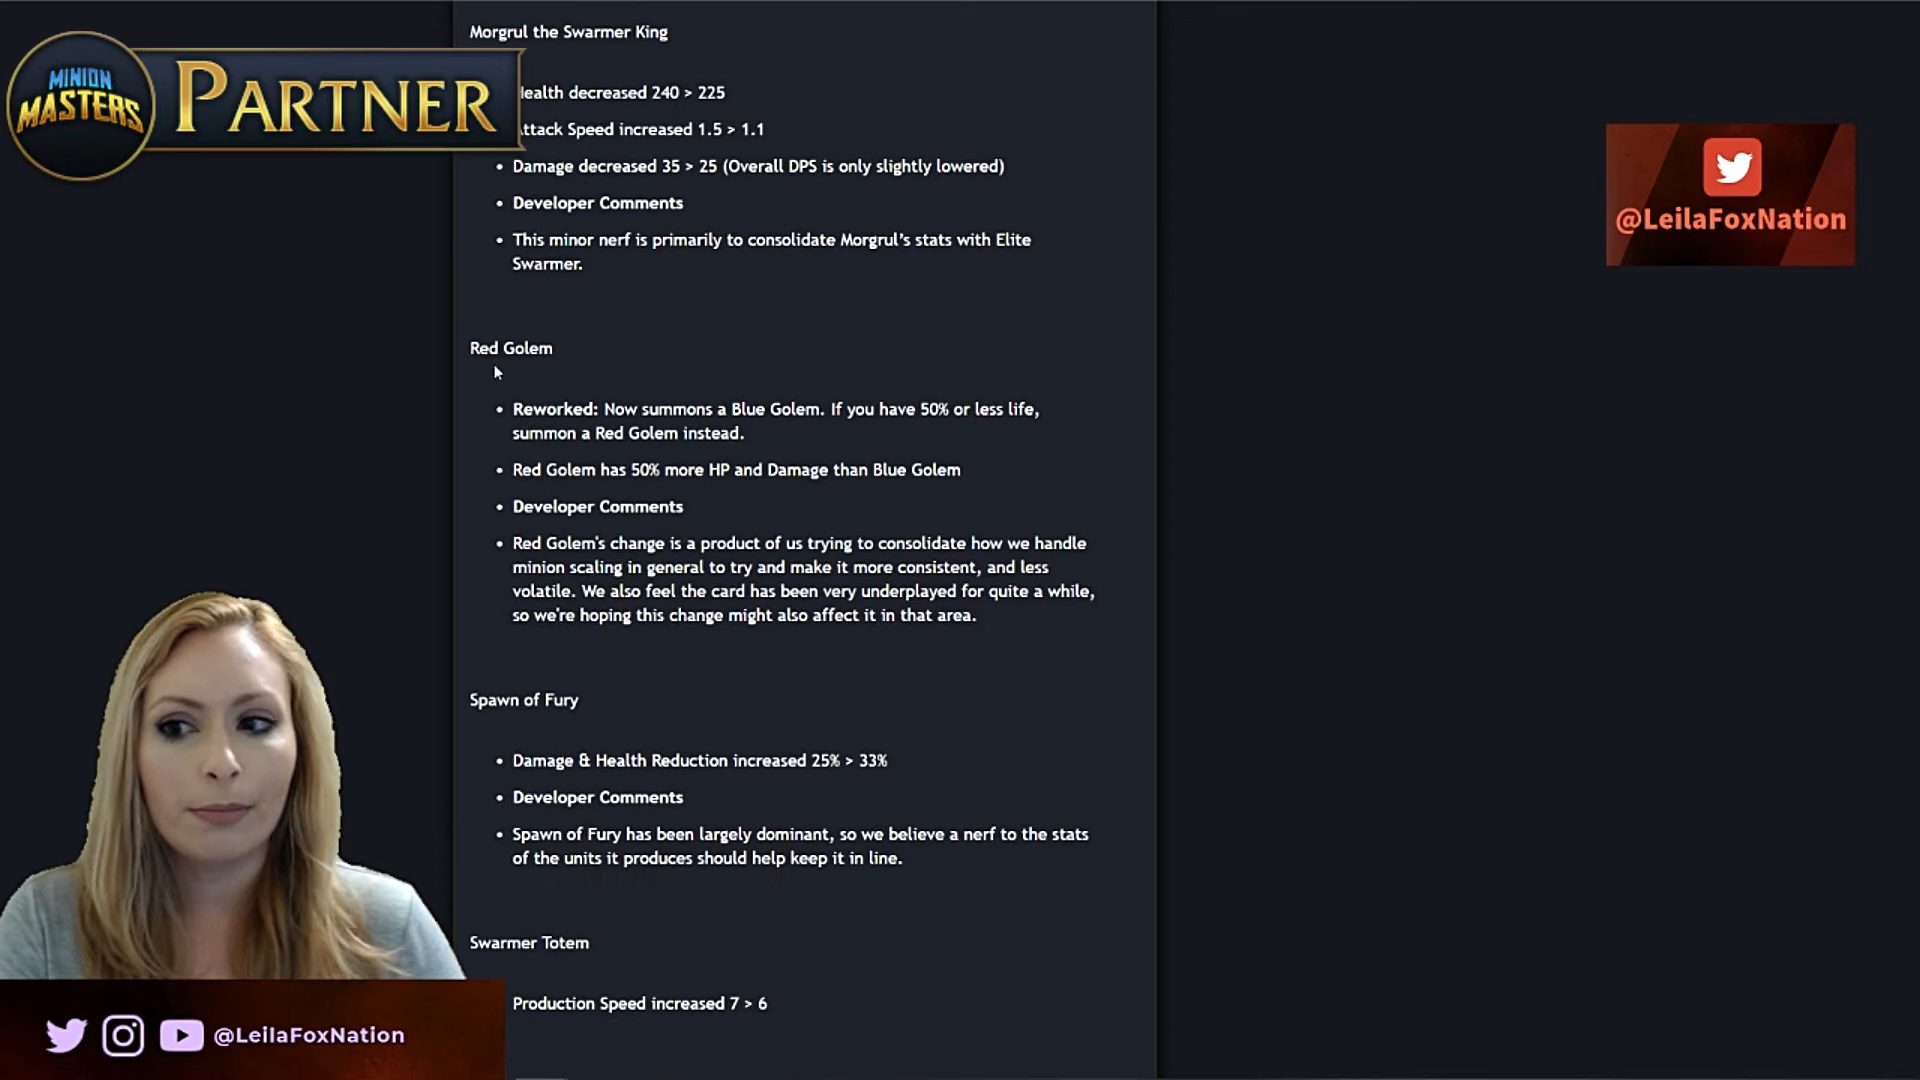 Morgrul the Swarmer King
MINION
MASTERS
PARTNER
ealth decreased 240 > 225
ttack Speed increased 1.5 > 1.1
• Damage decreased 35 > 25 (Overall DPS is only slightly lowered)
• Developer Comments
• This minor nerf is primarily to consolidate Morgrul’s stats with Elite
Swarmer.
@LeilaFoxNation
Red Golem
• Reworked: Now summons a Blue Golem. If you have 50% or less life,
summon a Red Golem instead.
• Red Golem has 50% more HP and Damage than Blue Golem
• Developer Comments
• Red Golem's change is a product of us trying to consolidate how we handle
minion scaling in general to try and make it more consistent, and less
volatile. We also feel the card has been very underplayed for quite a while,
so we're hoping this change might also affect it in that area.
Spawn of Fury
• Damage & Health Reduction increased 25% > 33%
• Developer Comments
• Spawn of Fury has been largely dominant, so we believe a nerf to the stats
of the units it produces should help keep it in line.
Swarmer Totem
Production Speed increased 7 > 6
@LeilaFoxNation